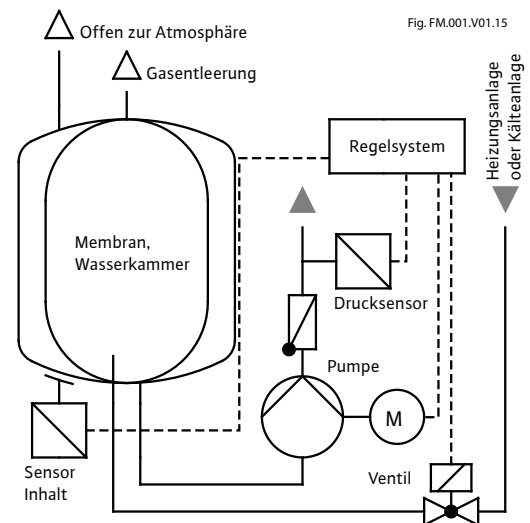 Offen zur Atmosphäre
Fig. FM.001.V01.15
Gasentleerung
Heizungsanlage
oder Kälteanlage
Regelsystem
Membran,
Wasserkammer
Drucksensor
Pumpe
M
Sensor
Inhalt
Ventil